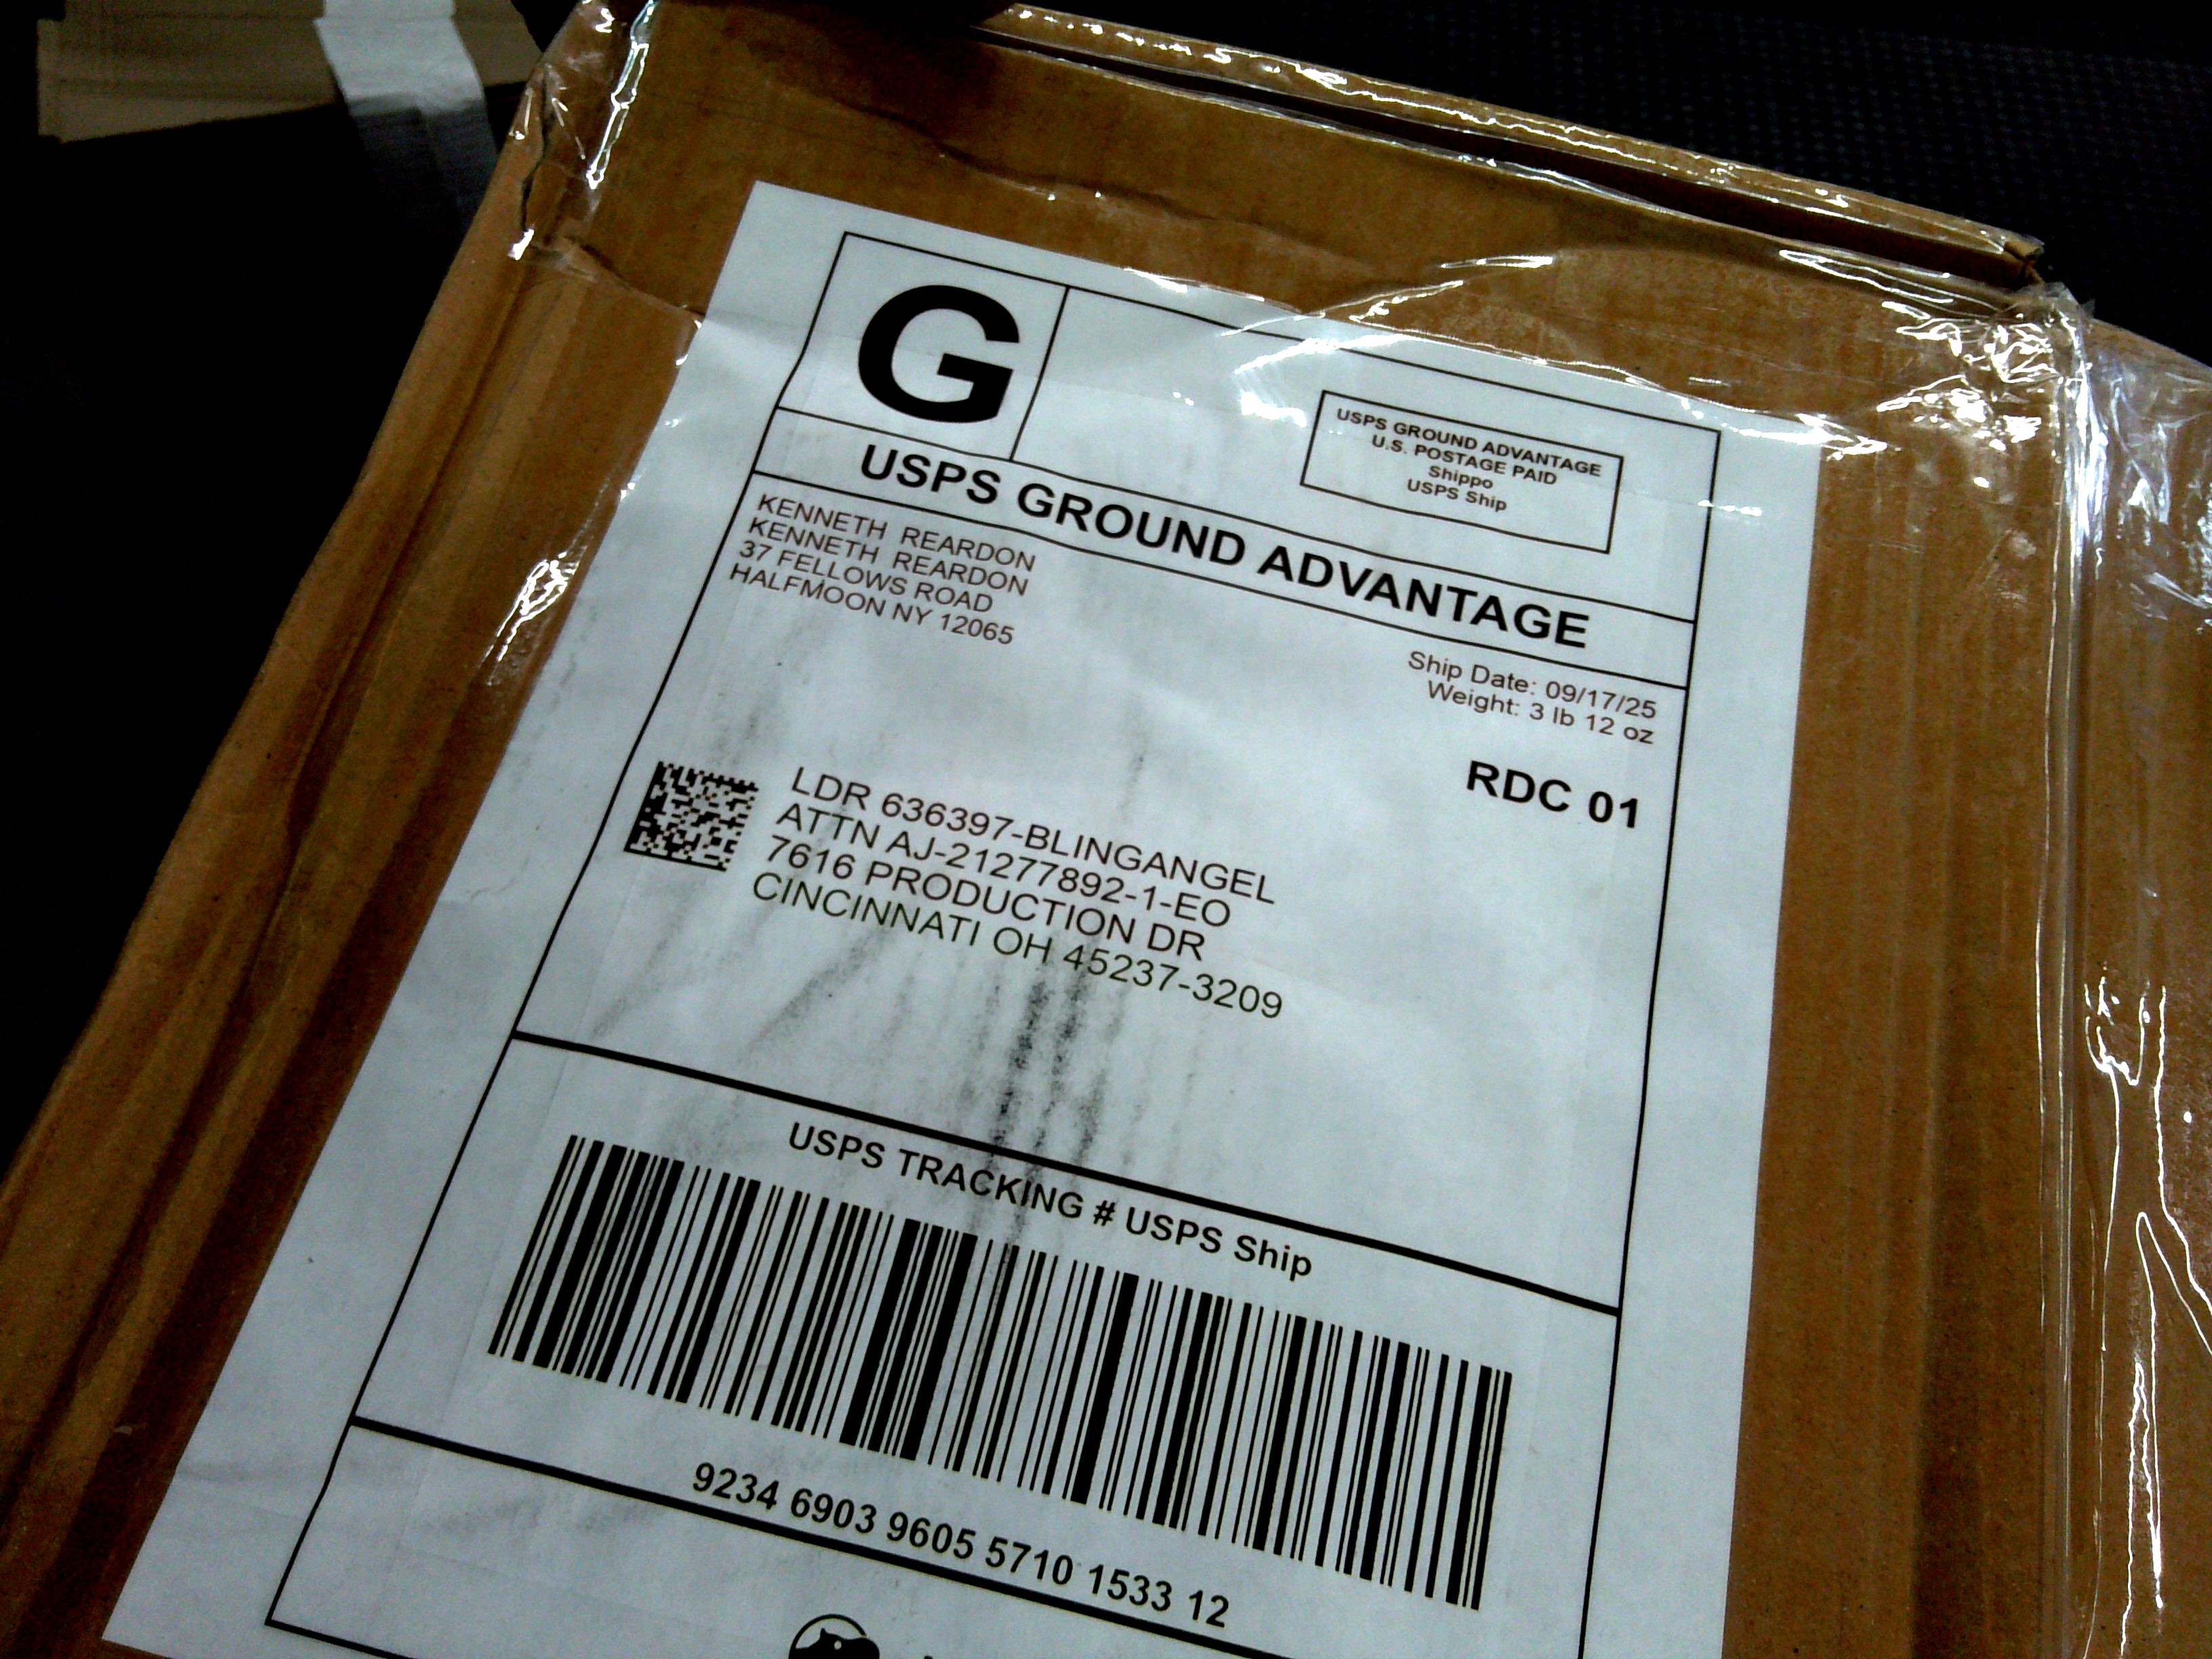 G
USPS GROUND ADVANTAGE
U.S. POSTAGE PAID
Shippo
USPS Ship
USPS GROUND ADVANTAGE
KENNETH REARDON
KENNETH REARDON
37 FELLOWS ROAD
HALFMOON NY 12065
Ship Date: 09/17/25
Weight: 3 lb 12 oz
RDC 01
LDR 636397-BLINGANGEL
ATTN AJ-21277892-1-EO
7616 PRODUCTION DR
CINCINNATI OH 45237-3209
USPS TRACKING # USPS Ship
9234 6903 9605 5710 1533 12